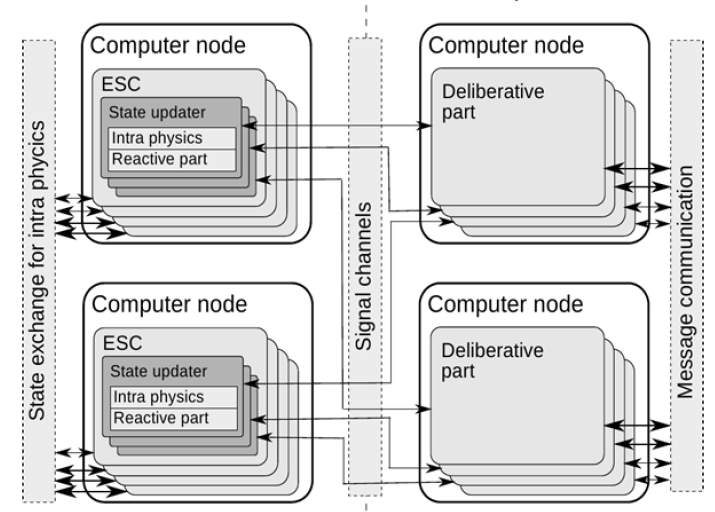 Computer node
ESC
State updater
Intra physics
Reactive part
Computer node
Deliberative
part
State exchange for intra phycics
Signal channels
Message communication
Computer node
ESC
State updater
Intra physics
Reactive part
Computer node
Deliberative
part